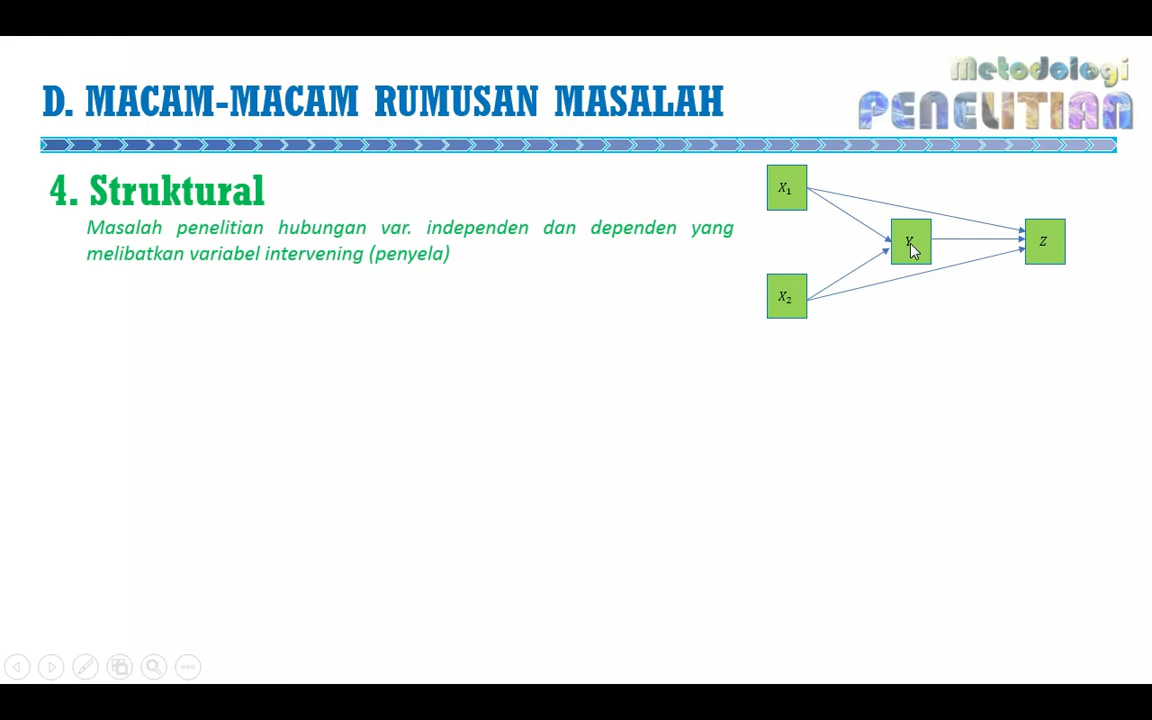 Metodologi
PENELITIAN
D. MACAM-MACAM RUMUSAN MASALAH
4. Struktural
Masalah penelitian hubungan var. independen dan dependen yang
melibatkan variabel intervening (penyela)
X₁
Y
Z
X₂